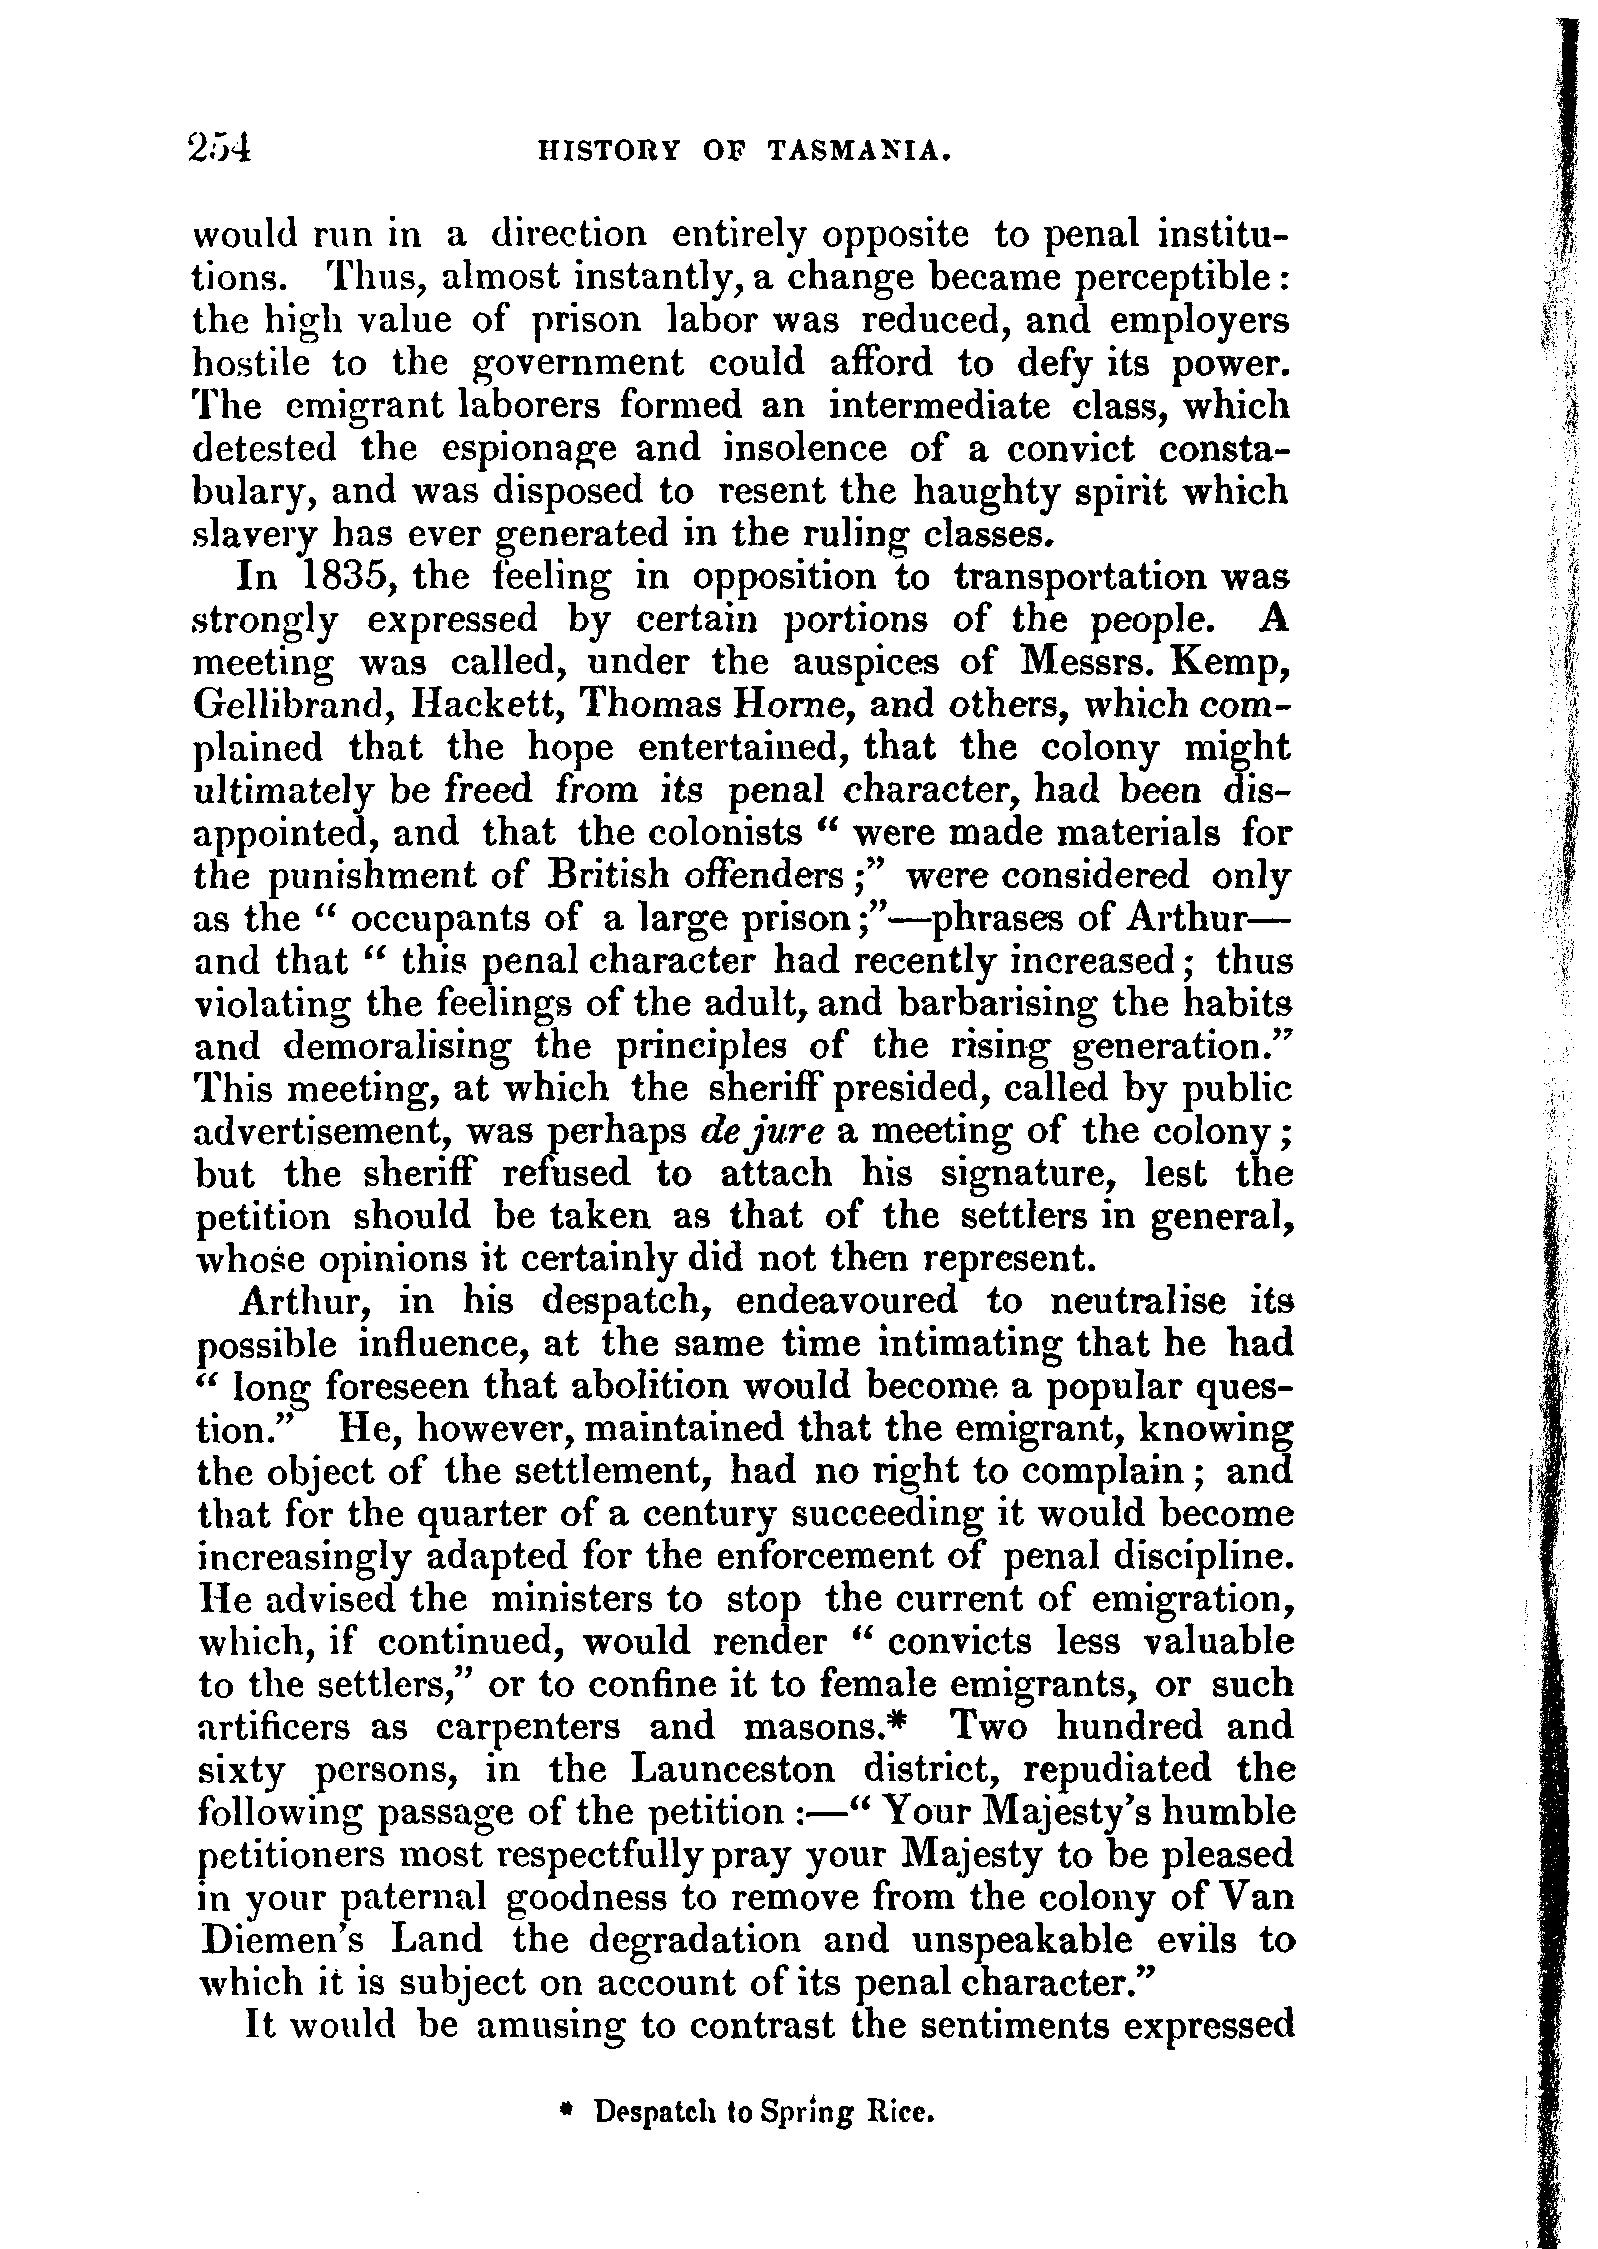 254 HISTORY OF TASMANIA.
would run in a direction entirely opposite to penal institu-
tions. Thus, almost instantly, a change became perceptible :
the high value of prison labor was reduced, and employers
hostile to the government could afford to defy its power.
The emigrant laborers formed an intermediate class, which
detested the espionage and insolence of a convict consta-
bulary, and was disposed to resent the haughty spirit which
slavery has ever generated in the ruling classes.
In 1835, the feeling in opposition to transportation was
strongly expressed by certain portions of the people. A
meeting was called, under the auspices of Messrs. Kemp,
Gellibrand, Hackett, Thomas Horne, and others, which com-
plained that the hope entertained, that the colony might
ultimately be freed from its penal character, had been dis-
appointed, and that the colonists “ were made materials for
the punishment of British offenders ;” were considered only
as the “ occupants of a large prison ;”—phrases of Arthur—
and that “ this penal character had recently increased ; thus
violating the feelings of the adult, and barbarising the habits
and demoralising the principles of the rising generation.”
This meeting, at which the sheriff presided, called by public
advertisement, was perhaps de jure a meeting of the colony ;
but the sheriff refused to attach his signature, lest the
petition should be taken as that of the settlers in general,
whose opinions it certainly did not then represent.
Arthur, in his despatch, endeavoured to neutralise its
possible influence, at the same time intimating that he had
“ long foreseen that abolition would become a popular ques-
tion.” He, however, maintained that the emigrant, knowing
the object of the settlement, had no right to complain ; and
that for the quarter of a century succeeding it would become
increasingly adapted for the enforcement of penal discipline.
He advised the ministers to stop the current of emigration,
which, if continued, would render “ convicts less valuable
to the settlers,” or to confine it to female emigrants, or such
artificers as carpenters and masons.* Two hundred and
sixty persons, in the Launceston district, repudiated the
following passage of the petition :—“ Your Majesty’s humble
petitioners most respectfully pray your Majesty to be pleased
in your paternal goodness to remove from the colony of Van
Diemen’s Land the degradation and unspeakable evils to
which it is subject on account of its penal character.”
It would be amusing to contrast the sentiments expressed
* Despatch to Spring Rice.